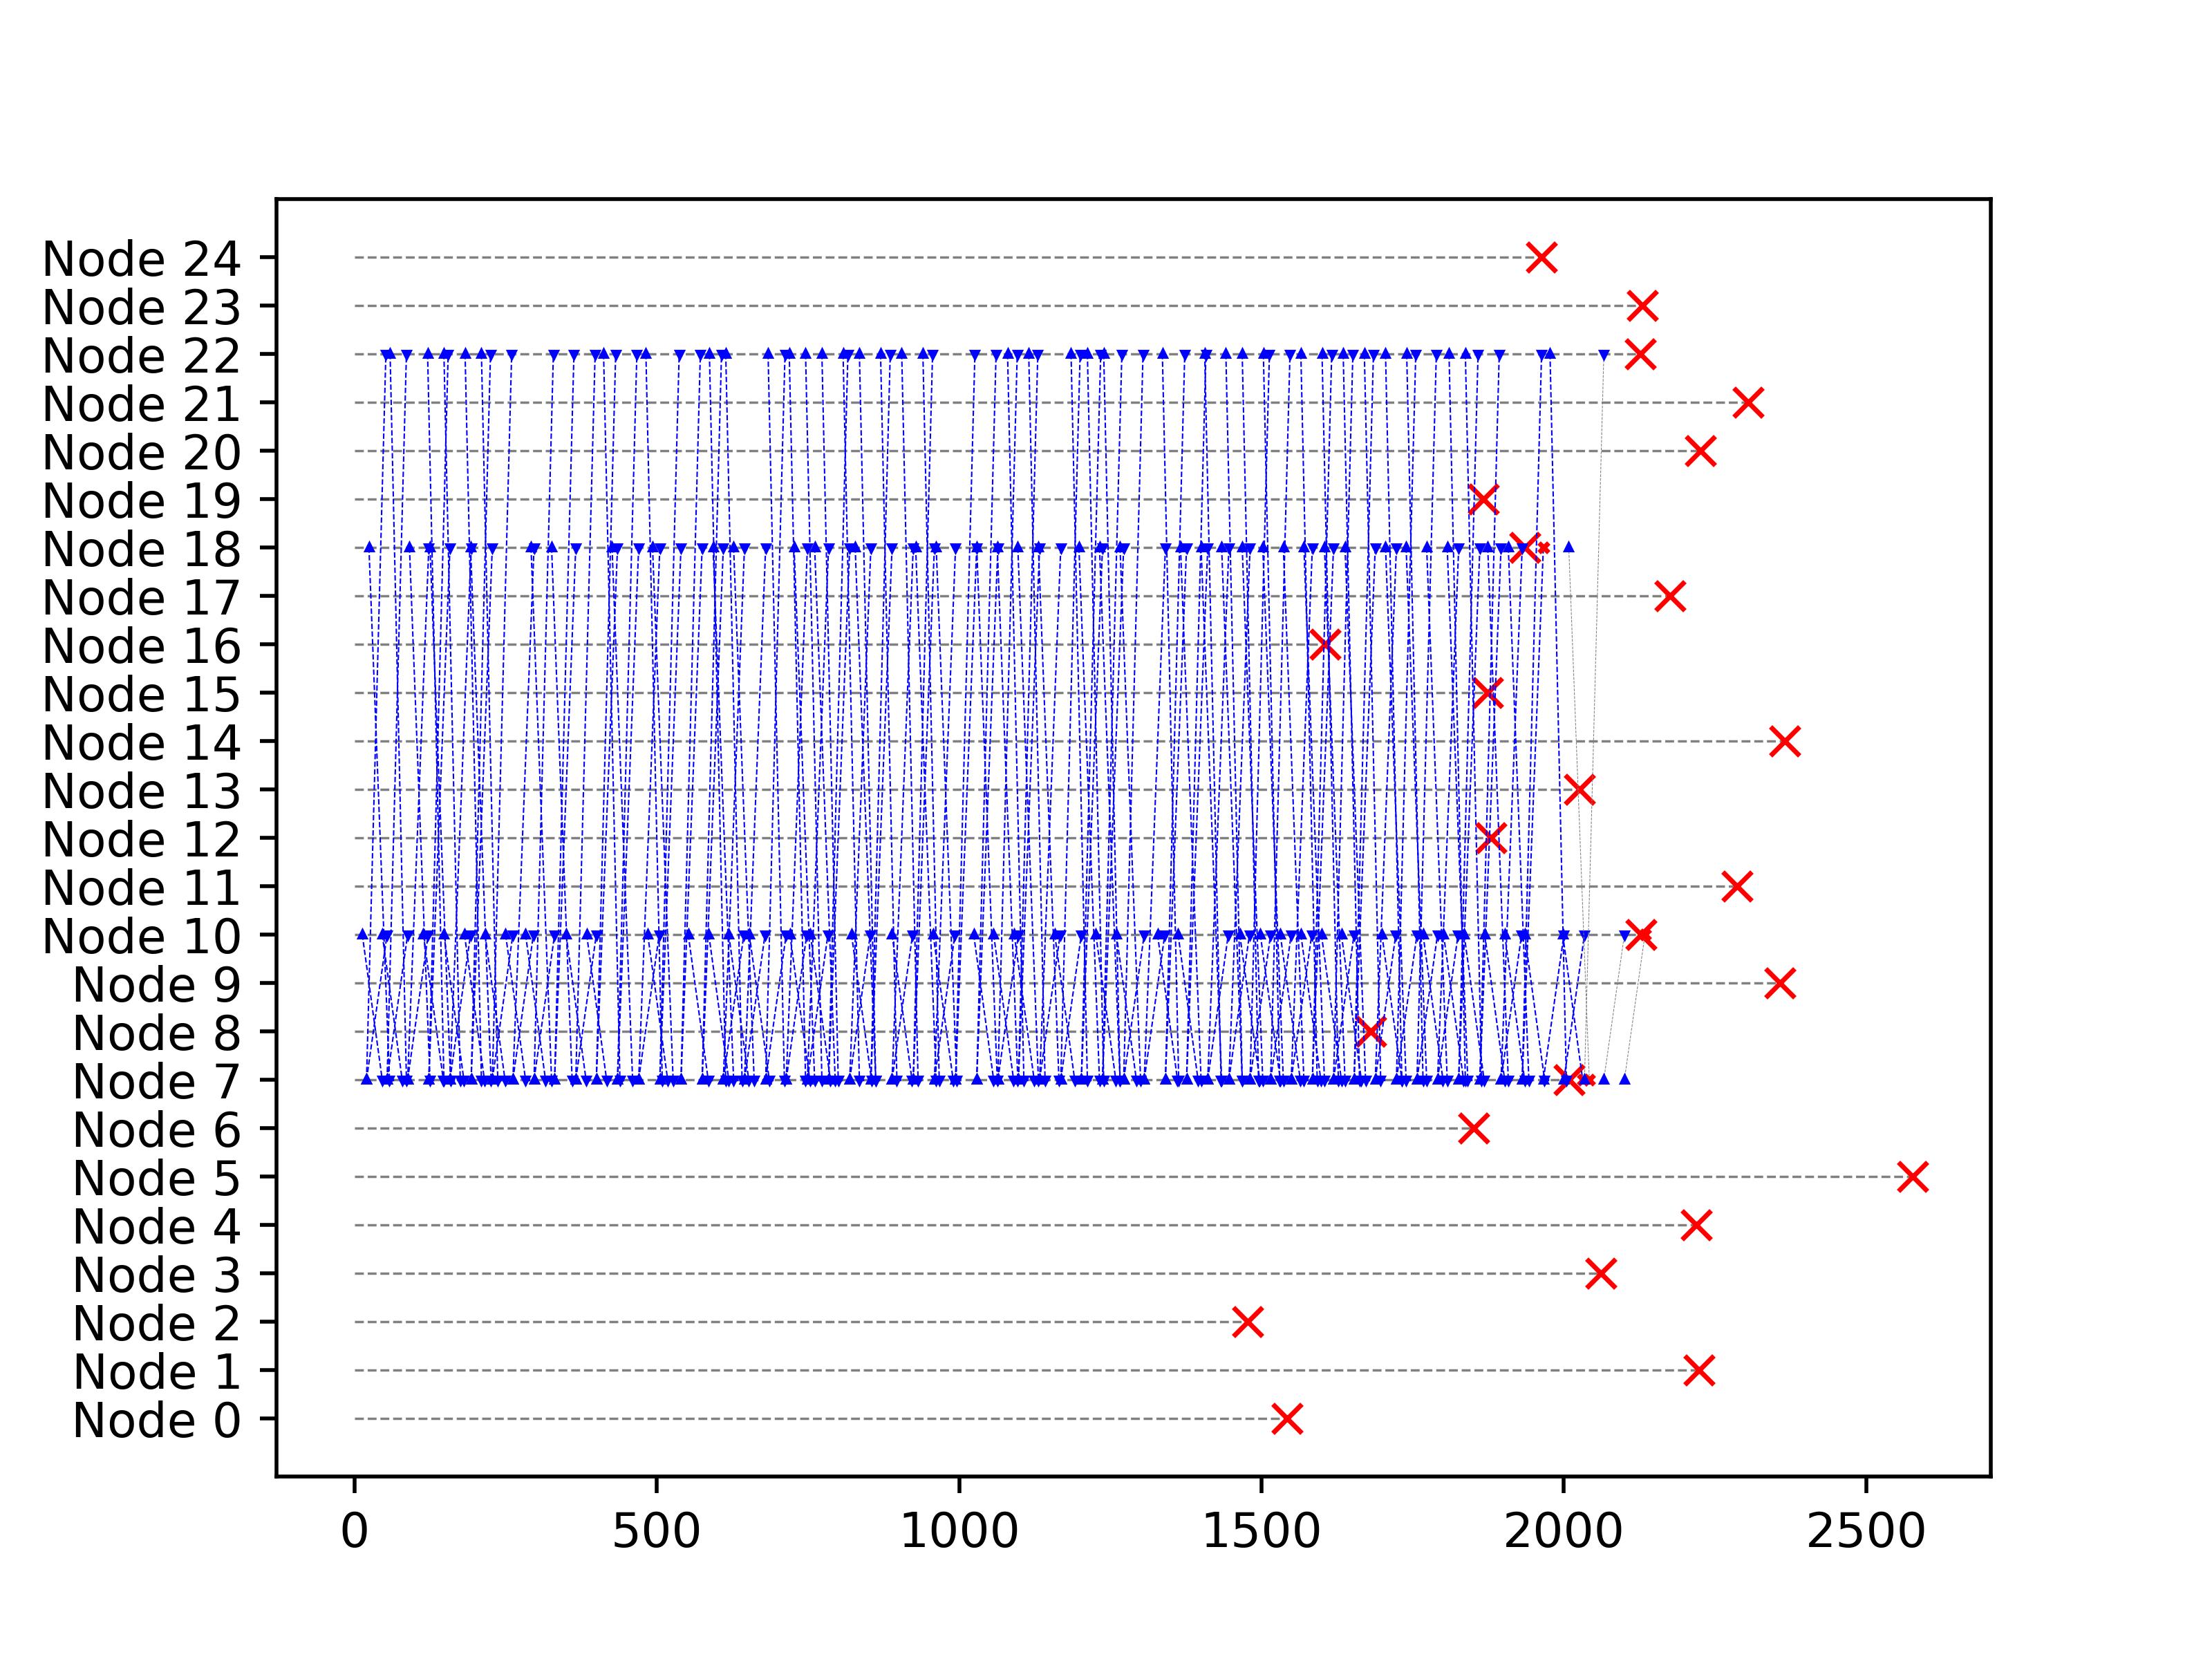 Node 24
Node 23
Node 22
Node 21
Node 20
Node 19
Node 18
Node 17
Node 16
Node 15
Node 14
Node 13
Node 12
Node 11
Node 10
Node 9
Node 8
Node 7
Node 6
Node 5
Node 4
Node 3
Node 2
Node 1
Node 0
0 500 1000 1500 2000 2500